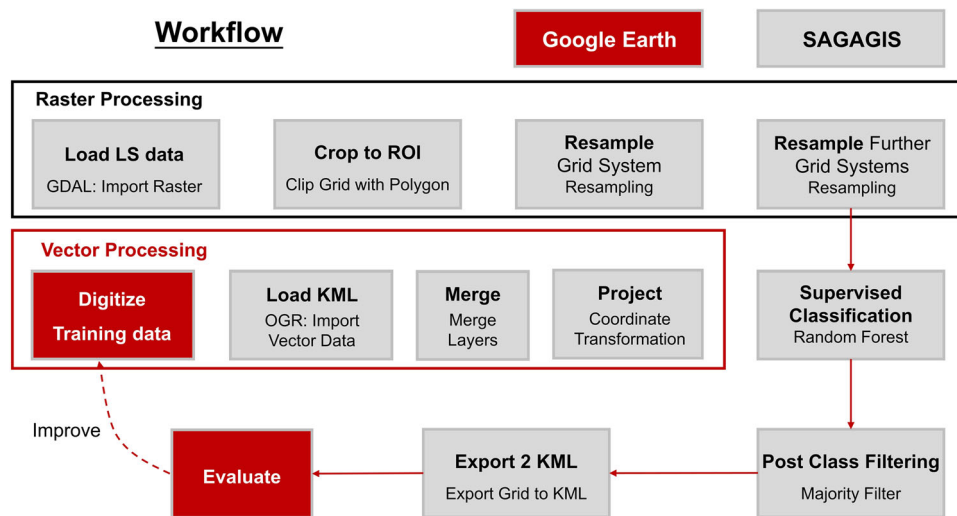 Workflow
Google Earth
SAGAGIS
Raster Processing
Load LS data
GDAL: Import Raster
Crop to ROI
Clip Grid with Polygon
Resample
Grid System
Resampling
Resample Further
Grid Systems
Resampling
Vector Processing
Digitize
Training data
Load KML
OGR: Import
Vector Data
Merge
Merge
Layers
Project
Coordinate
Transformation
Supervised
Classification
Random Forest
Improve
Evaluate
Export 2 KML
Export Grid to KML
Post Class Filtering
Majority Filter